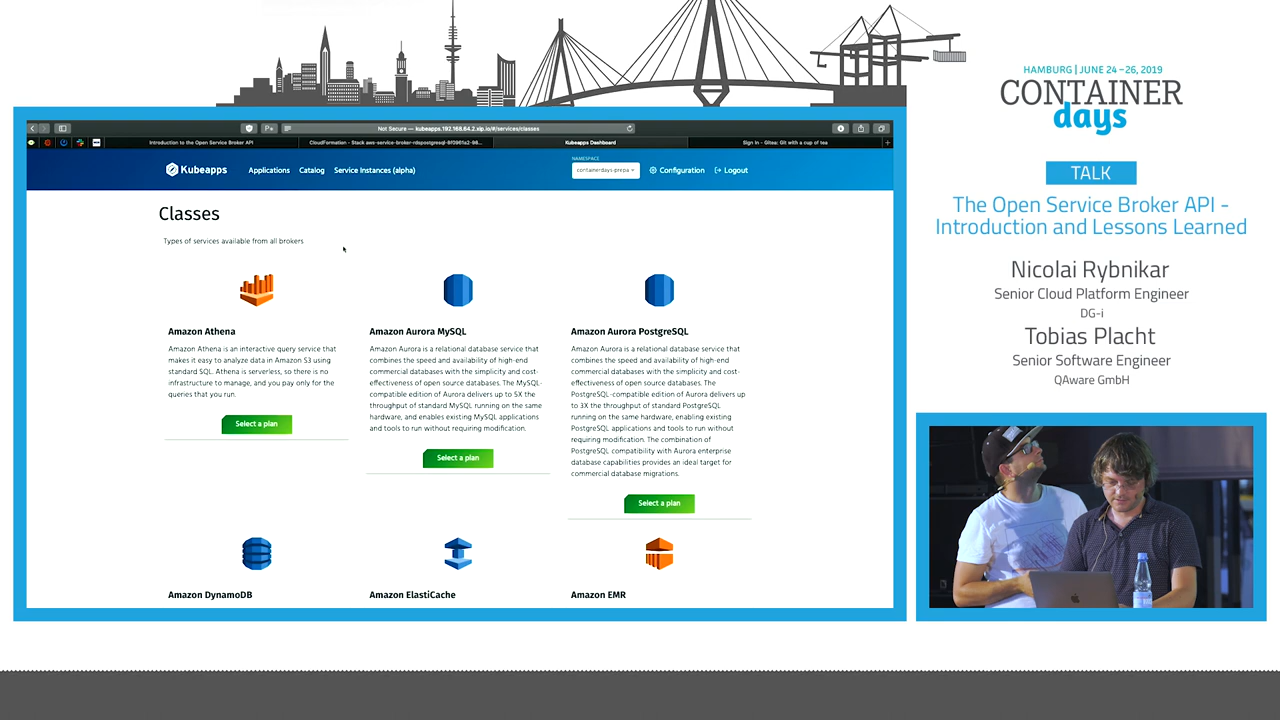 HAMBURG | JUNE 24 – 26, 2019
CONTAINER
days
TALK
The Open Service Broker API -
Introduction and Lessons Learned
Nicolai Rybnikar
Senior Cloud Platform Engineer
DG-i
Tobias Placht
Senior Software Engineer
QAware GmbH
Not Secure — kubeapps.192.168.64.2.xip.io/#/services/classes
Introduction to the Open Service Broker API
Kubeapps Dashboard
Sign In - Gitea: Git with a cup of tea
Kubeapps
Applications
Catalog
Service Instances (alpha)
NAMESPACE
containerdays-prepa
Configuration
Logout
Classes
Types of services available from all brokers
Amazon Athena
Amazon Athena is an interactive query service that
makes it easy to analyze data in Amazon S3 using
standard SQL. Athena is serverless, so there is no
infrastructure to manage, and you pay only for the
queries that you run.
Select a plan
Amazon Aurora MySQL
Amazon Aurora is a relational database service that
combines the speed and availability of high-end
commercial databases with the simplicity and cost-
effectiveness of open source databases. The MySQL-
compatible edition of Aurora delivers up to 5X the
throughput of standard MySQL running on the same
hardware, and enables existing MySQL applications
and tools to run without requiring modification.
Select a plan
Amazon Aurora PostgreSQL
Amazon Aurora is a relational database service that
combines the speed and availability of high-end
commercial databases with the simplicity and cost-
effectiveness of open source databases. The
PostgreSQL-compatible edition of Aurora delivers up
to 3X the throughput of standard PostgreSQL
running on the same hardware, enabling existing
PostgreSQL applications and tools to run without
requiring modification. The combination of
PostgreSQL compatibility with Aurora enterprise
database capabilities provides an ideal target for
commercial database migrations.
Select a plan
Amazon DynamoDB
Amazon ElastiCache
Amazon EMR